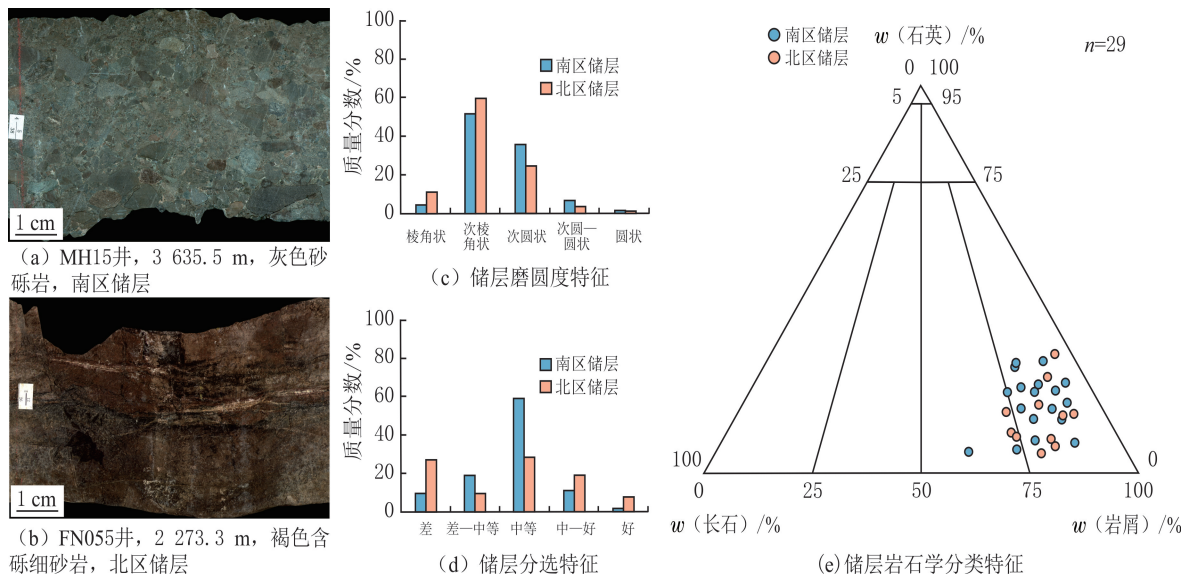 1 cm
(a) MH15井，3 635.5 m，灰色砂
砾岩，南区储层
1 cm
(b) FN055井，2 273.3 m，褐色含
砾细砂岩，北区储层
100
80
60
40
20
0
质量分数/%
南区储层
北区储层
棱角状
次棱
角状
次圆状
次圆—
圆状
圆状
(c) 储层磨圆度特征
100
80
60
40
20
0
质量分数/%
南区储层
北区储层
差
差—中等
中等
中—好
好
(d) 储层分选特征
南区储层
北区储层
w（石英）/%
n=29
0
100
5
95
25
75
100
0
0
25
50
75
100
w（长石）/%
w（岩屑）/%
(e)储层岩石学分类特征